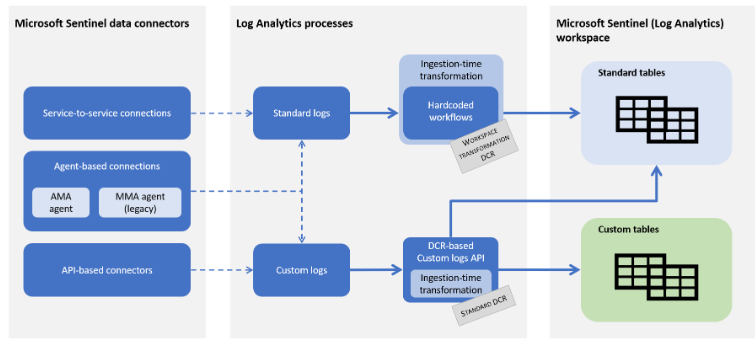 Microsoft Sentinel data connectors
Log Analytics processes
Microsoft Sentinel (Log Analytics)
workspace
Service-to-service connections
Agent-based connections
AMA
agent
MMA agent
(legacy)
API-based connectors
Standard logs
Custom logs
Ingestion-time
transformation
Hardcoded
workflows
WORKSPACE
TRANSFORMATION
DCR
DCR-based
Custom logs API
Ingestion-time
transformation
STANDARD DCR
Standard tables
Custom tables